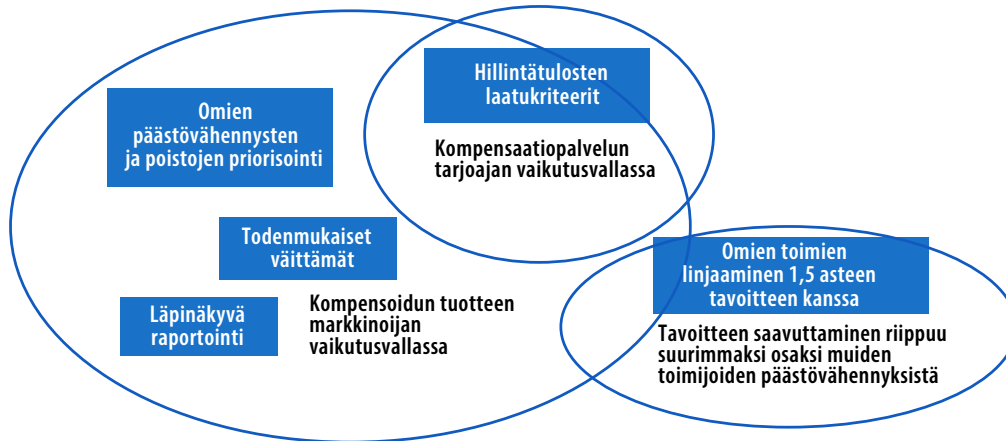 Omien
päästövähennysten
ja poistojen priorisointi
Hillintätulosten
laatukriteerit
Kompensaatiopalvelun
tarjoajan vaikutusvallassa
Todenmukaiset
väittämät
Läpinäkyvä
raportointi
Kompensoidun tuotteen
markkinoijan
vaikutusvallassa
Omien toimien
linjaaminen 1,5 asteen
tavoitteen kanssa
Tavoitteen saavuttaminen riippuu
suurimmaksi osaksi muiden
toimijoiden päästövähennyksistä